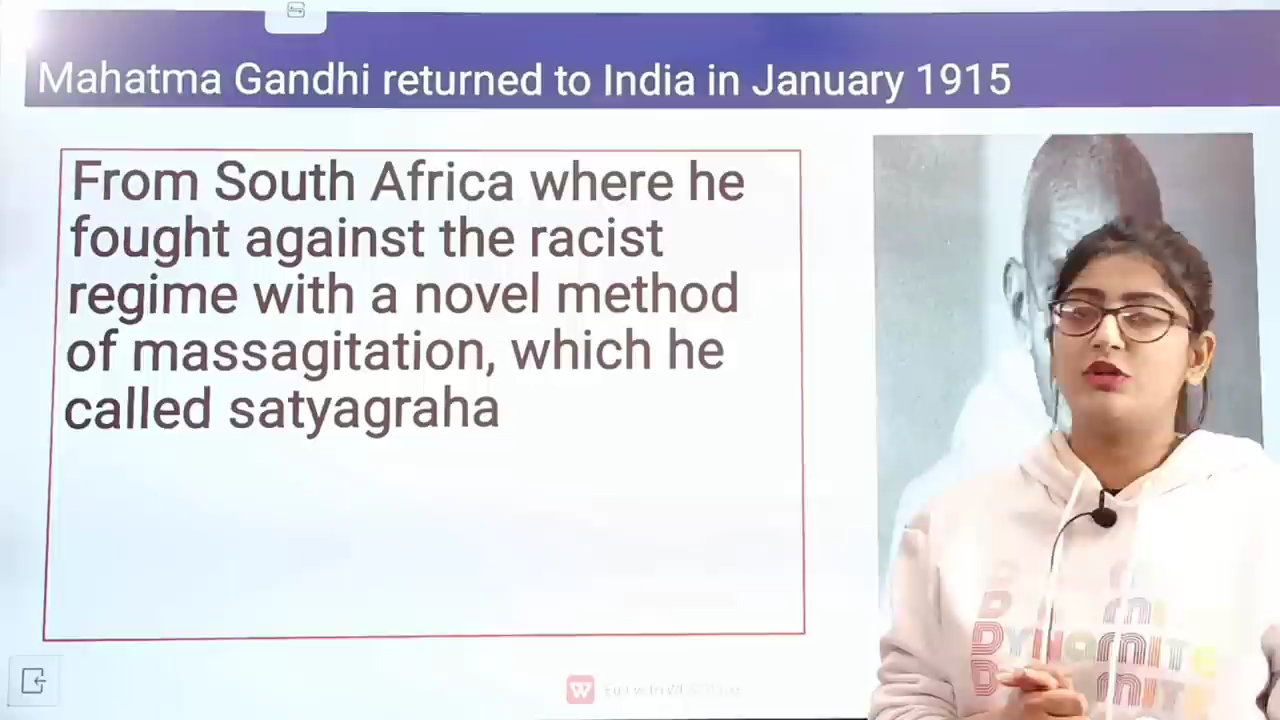 Mahatma Gandhi returned to India in January 1915
From South Africa where he
fought against the racist
regime with a novel method
of massagitation, which he
called satyagraha
W
DYNAMITE